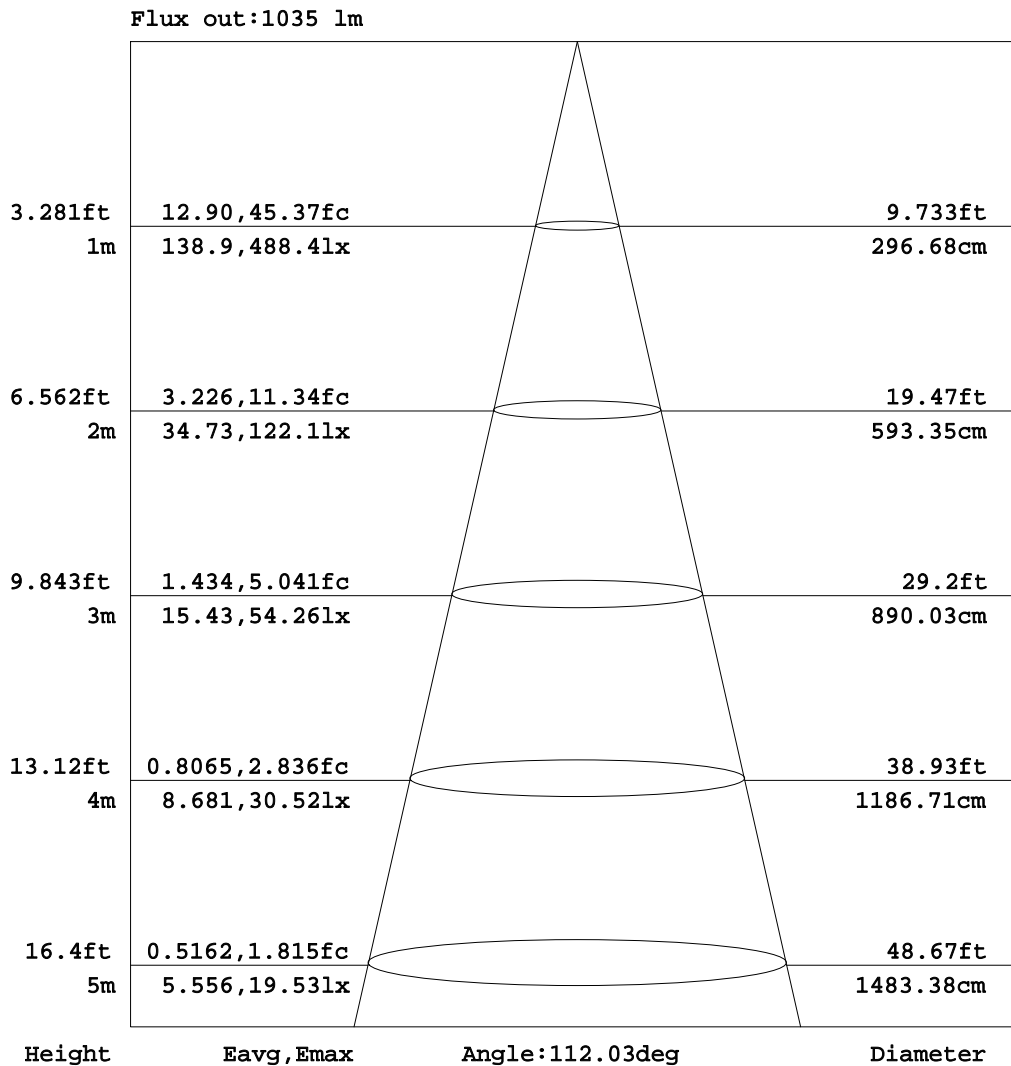 Flux out:1035 lm
3.281ft 12.90,45.37fc 9.733ft
1m 138.9,488.4lx 296.68cm
6.562ft 3.226,11.34fc 19.47ft
2m 34.73,122.1lx 593.35cm
9.843ft 1.434,5.041fc 29.2ft
3m 15.43,54.26lx 890.03cm
13.12ft 0.8065,2.836fc 38.93ft
4m 8.681,30.52lx 1186.71cm
16.4ft 0.5162,1.815fc 48.67ft
5m 5.556,19.53lx 1483.38cm
Height Eavg,Emax Angle:112.03deg Diameter